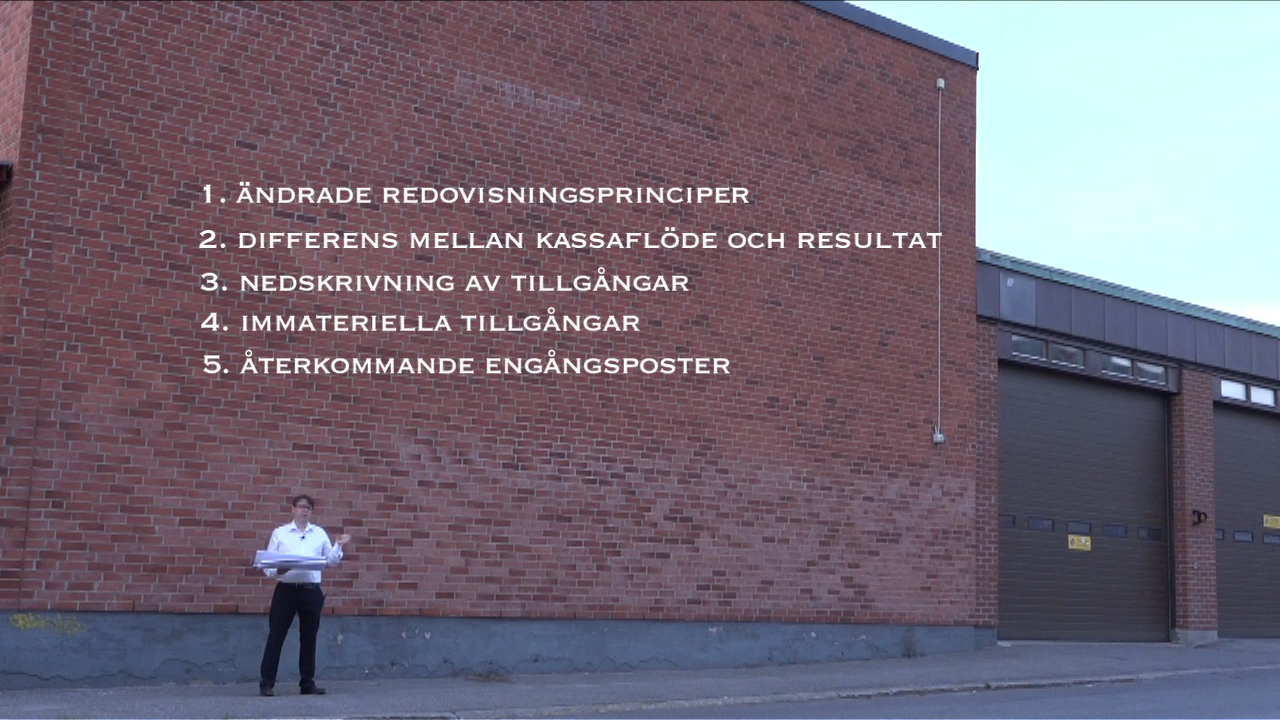 1. ÄNDRADE REDOVISNINGSPRINCIPER
2. DIFFERENS MELLAN KASSAFLÖDE OCH RESULTAT
3. NEDSKRIVNING AV TILLGÅNGAR
4. IMMATERIELLA TILLGÅNGAR
5. ÅTERKOMMANDE ENGÅNGSPOSTER